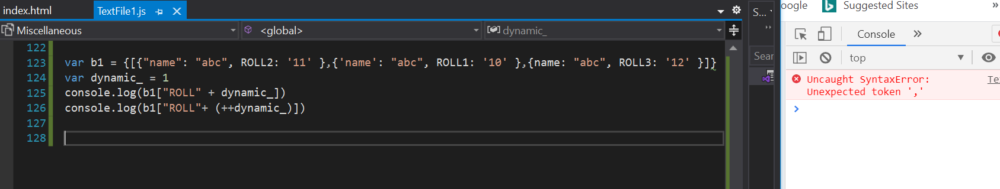 index.html TextFile1.js
Miscellaneous <global> dynamic_
122
123 var b1 = {[{"name": "abc", ROLL2: '11' },{'name': "abc", ROLL1: '10' },{name: "abc", ROLL3: '12' }]}
124 var dynamic_ = 1
125 console.log(b1["ROLL" + dynamic_])
126 console.log(b1["ROLL"+ (++dynamic_)])
127
128
S...
Sear
oogle Suggested Sites »
Console »
top
Uncaught SyntaxError: Te
Unexpected token ','